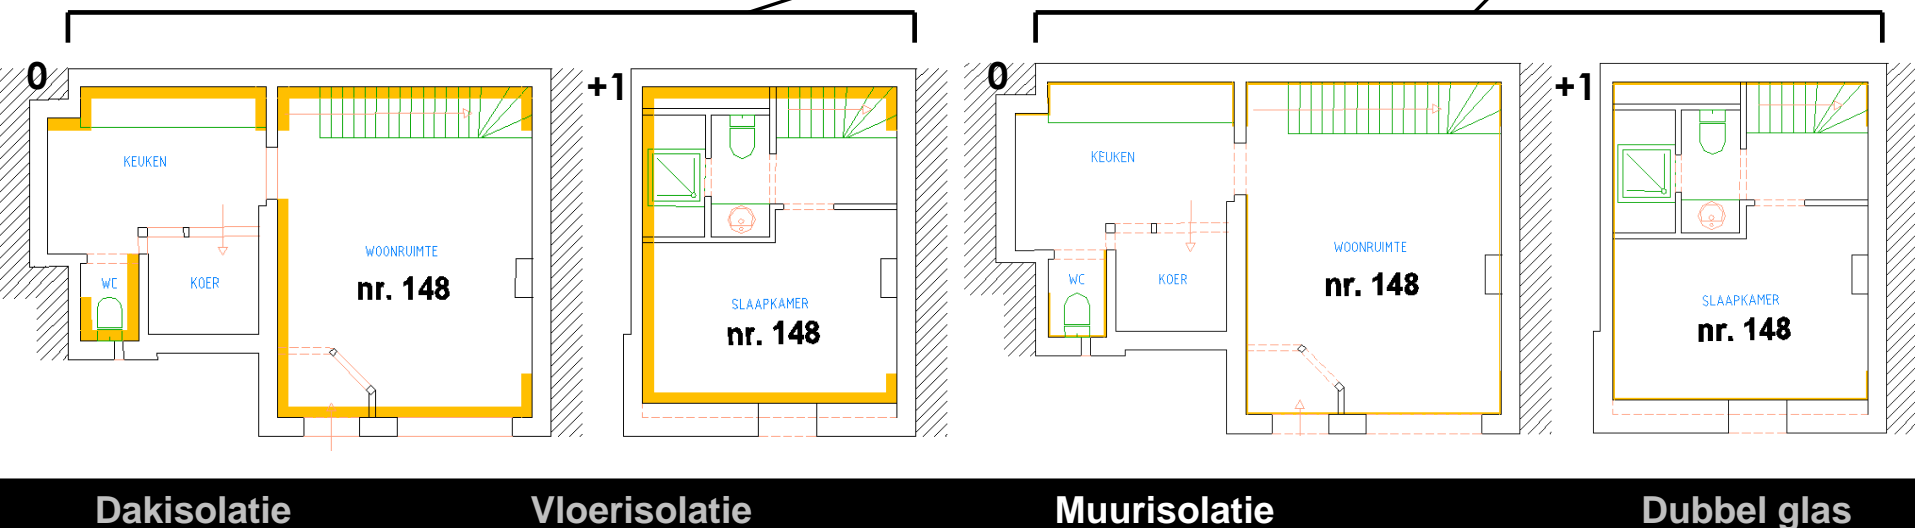 0
+1
KEUKEN
WOONRUIMTE
nr. 148
WC
KOER
SLAAPKAMER
nr. 148
0
+1
KEUKEN
WOONRUIMTE
nr. 148
WC
KOER
SLAAPKAMER
nr. 148
Dakisolatie
Vloerisolatie
Muurisolatie
Dubbel glas